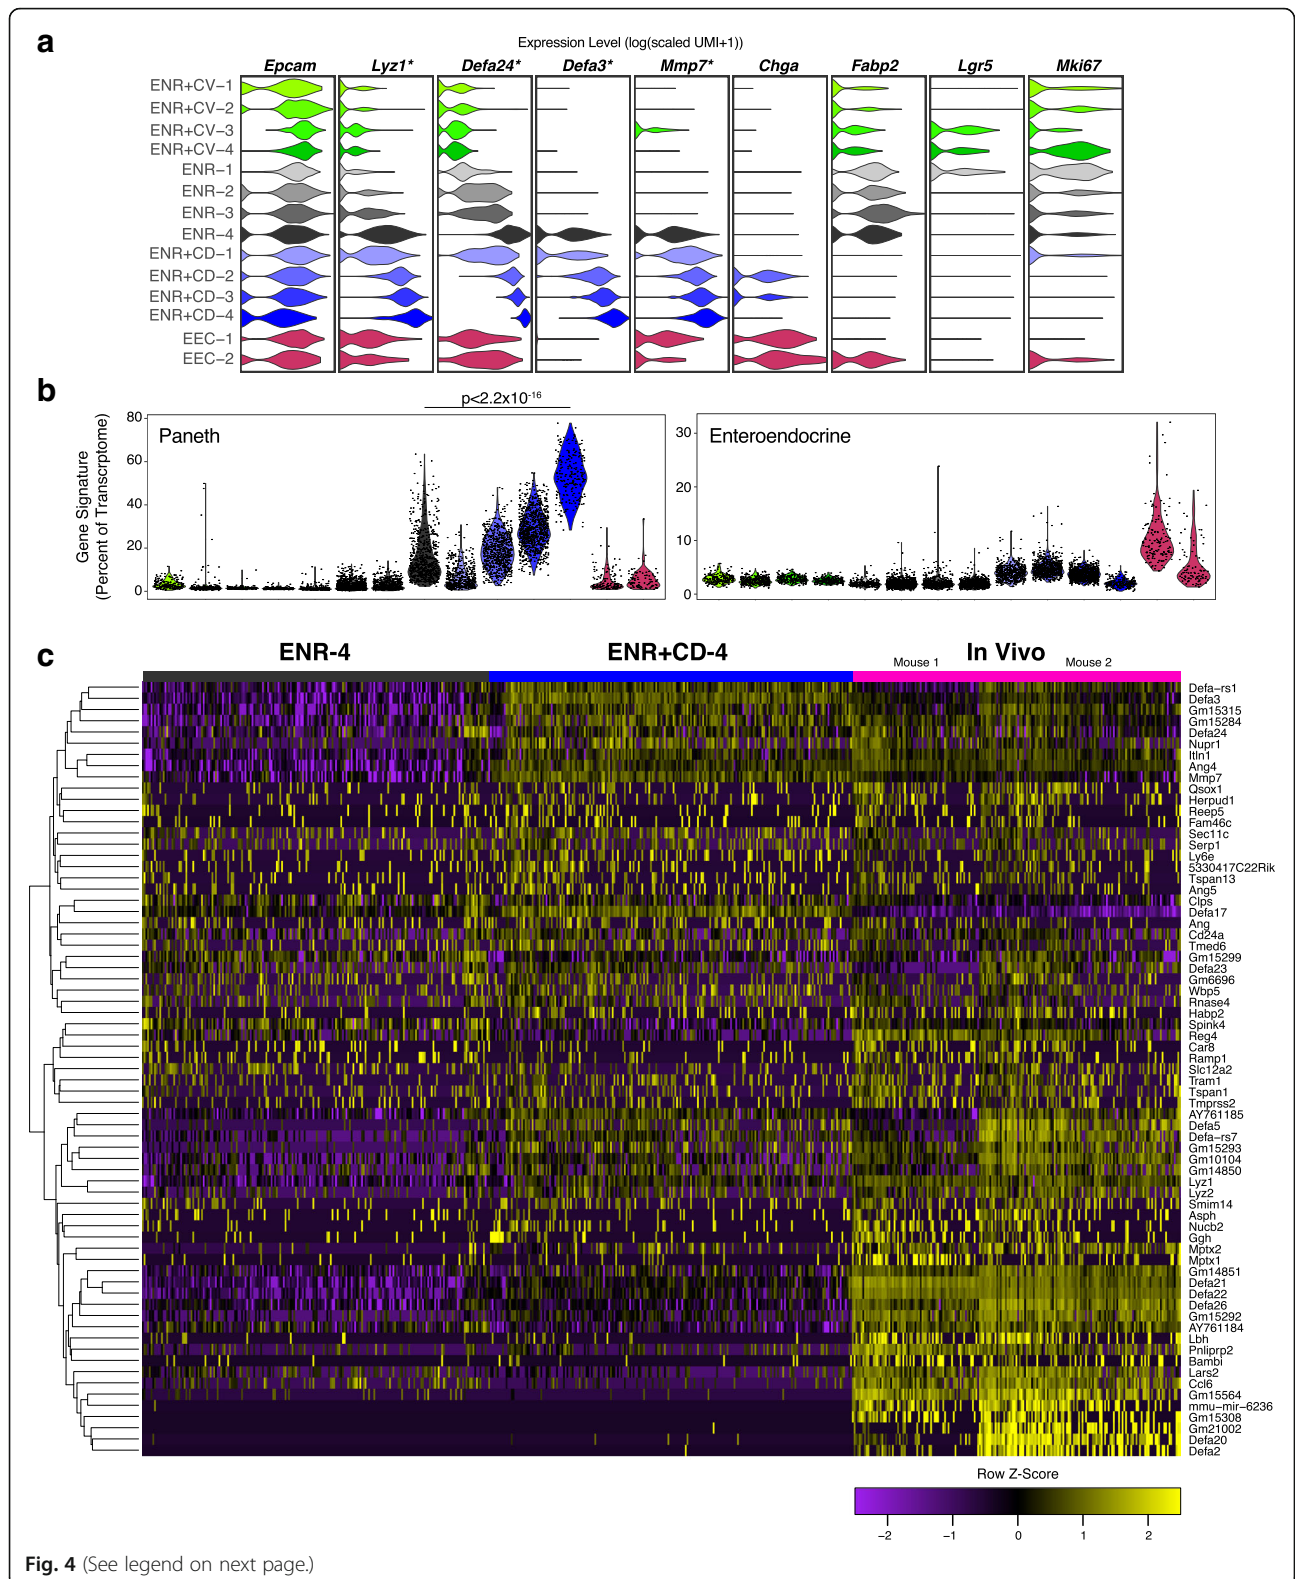 a
Expression Level (log(scaled UMI+1))
Epcam Lyz1* Defa24* Defa3* Mmp7* Chga Fabp2 Lgr5 Mki67
ENR+CV−1
ENR+CV−2
ENR+CV−3
ENR+CV−4
ENR−1
ENR−2
ENR−3
ENR−4
ENR+CD−1
ENR+CD−2
ENR+CD−3
ENR+CD−4
EEC−1
EEC−2
b
p<2.2x10-16
Gene Signature
(Percent of Transcrptome)
80
60
40
20
0
Paneth
30
20
10
0
Enteroendocrine
c
ENR-4 ENR+CD-4 In Vivo
Mouse 1 Mouse 2
Defa−rs1
Defa3
Gm15315
Gm15284
Defa24
Nupr1
Itln1
Ang4
Mmp7
Qsox1
Herpud1
Reep5
Fam46c
Sec11c
Serp1
Ly6e
5330417C22Rik
Tspan13
Ang5
Clps
Defa17
Ang
Cd24a
Tmed6
Gm15299
Defa23
Gm6696
Wbp5
Rnase4
Habp2
Spink4
Reg4
Car8
Ramp1
Slc12a2
Tram1
Tspan1
Tmprss2
AY761185
Defa5
Defa−rs7
Gm15293
Gm10104
Gm14850
Lyz1
Lyz2
Smim14
Asph
Nucb2
Ggh
Mptx2
Mptx1
Gm14851
Defa21
Defa22
Defa26
Gm15292
AY761184
Lbh
Pnliprp2
Bambi
Lars2
Ccl6
Gm15564
mmu−mir−6236
Gm15308
Gm21002
Defa20
Defa2
Row Z-Score
−2 −1 0 1 2
Fig. 4 (See legend on next page.)